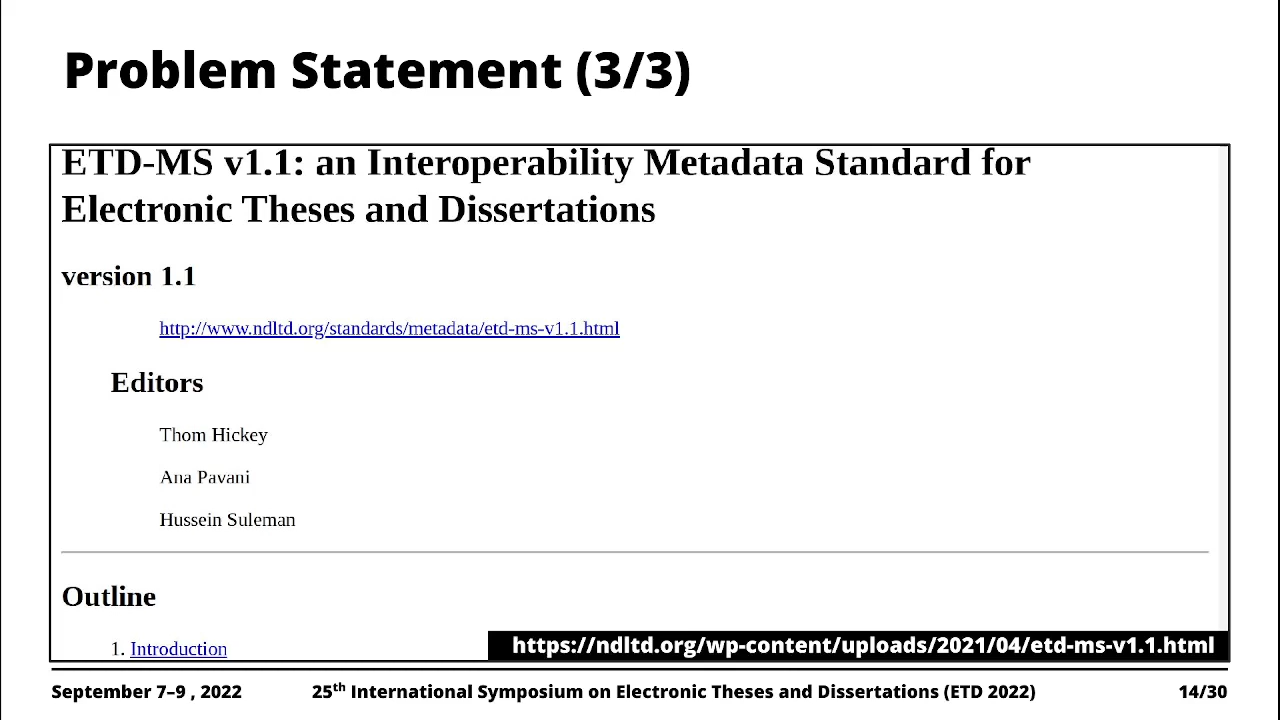 Problem Statement (3/3)
ETD-MS v1.1: an Interoperability Metadata Standard for
Electronic Theses and Dissertations
version 1.1
http://www.ndltd.org/standards/metadata/etd-ms-v1.1.html
Editors
Thom Hickey
Ana Pavani
Hussein Suleman
Outline
1. Introduction
https://ndltd.org/wp-content/uploads/2021/04/etd-ms-v1.1.html
September 7–9 , 2022 25th International Symposium on Electronic Theses and Dissertations (ETD 2022) 14/30